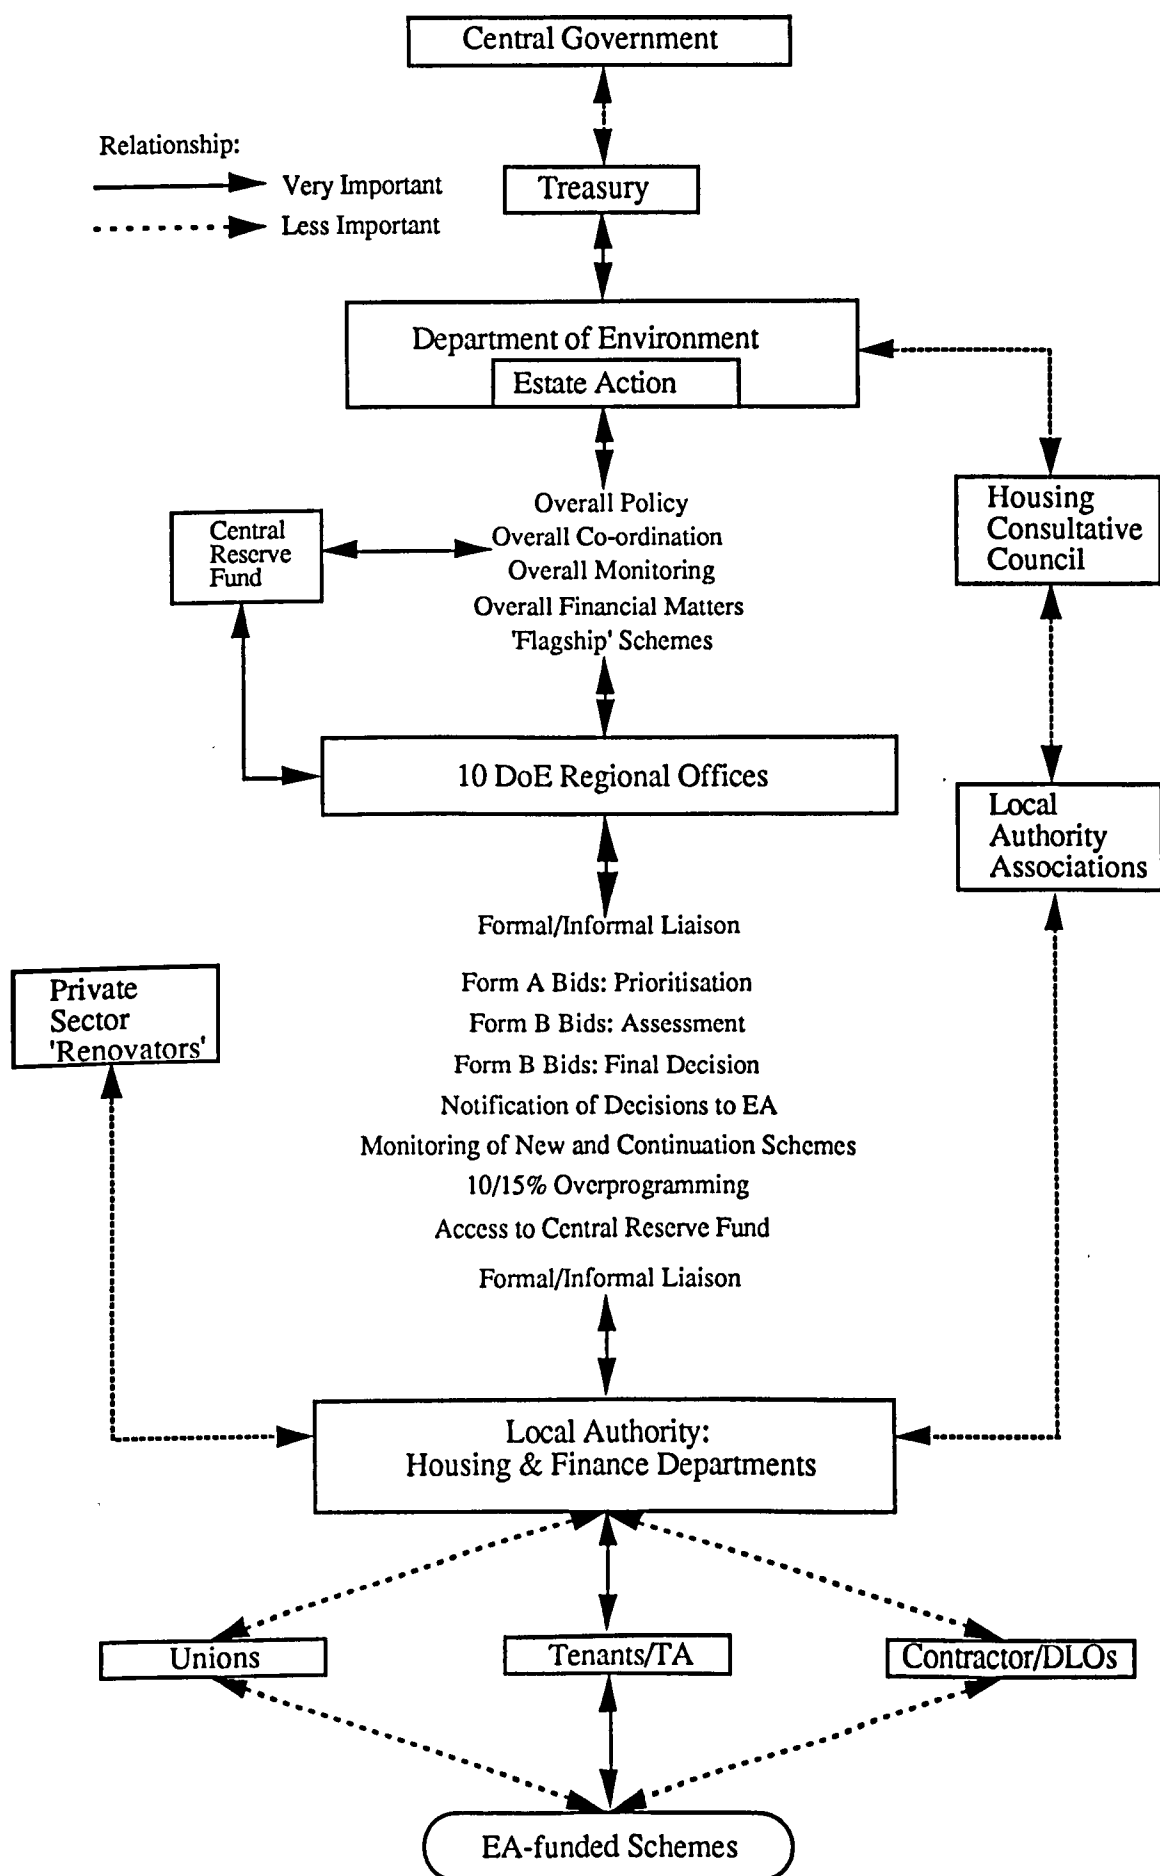 Central Government
Relationship:
Very Important
Less Important
Treasury
Department of Environment
Estate Action
Overall Policy
Overall Co-ordination
Overall Monitoring
Overall Financial Matters
'Flagship' Schemes
Central
Reserve
Fund
Housing
Consultative
Council
10 DoE Regional Offices
Local
Authority
Associations
Formal/Informal Liaison
Form A Bids: Prioritisation
Form B Bids: Assessment
Form B Bids: Final Decision
Notification of Decisions to EA
Monitoring of New and Continuation Schemes
10/15% Overprogramming
Access to Central Reserve Fund
Formal/Informal Liaison
Private
Sector
'Renovators'
Local Authority:
Housing & Finance Departments
Unions
Tenants/TA
Contractor/DLOs
EA-funded Schemes